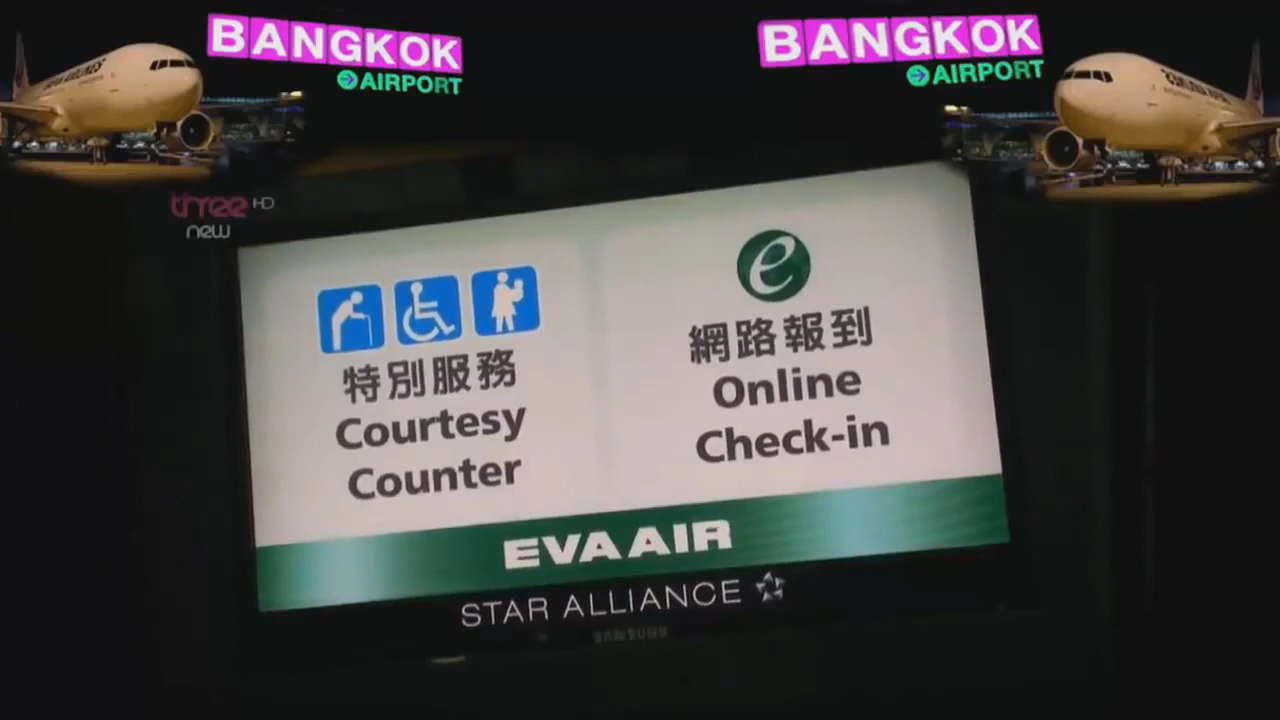 BANGKOK
AIRPORT
BANGKOK
AIRPORT
three HD
new
特別服務
Courtesy
Counter
e
網路報到
Online
Check-in
EVA AIR
STAR ALLIANCE
SAMSUNG